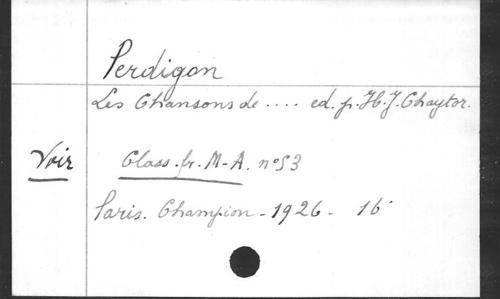 Perdigon
Les Chansons de .... ed. p. H. J. Chaytor.
Voir Class. fr. M-A. n°53
Paris. Champion - 1926 - 16°